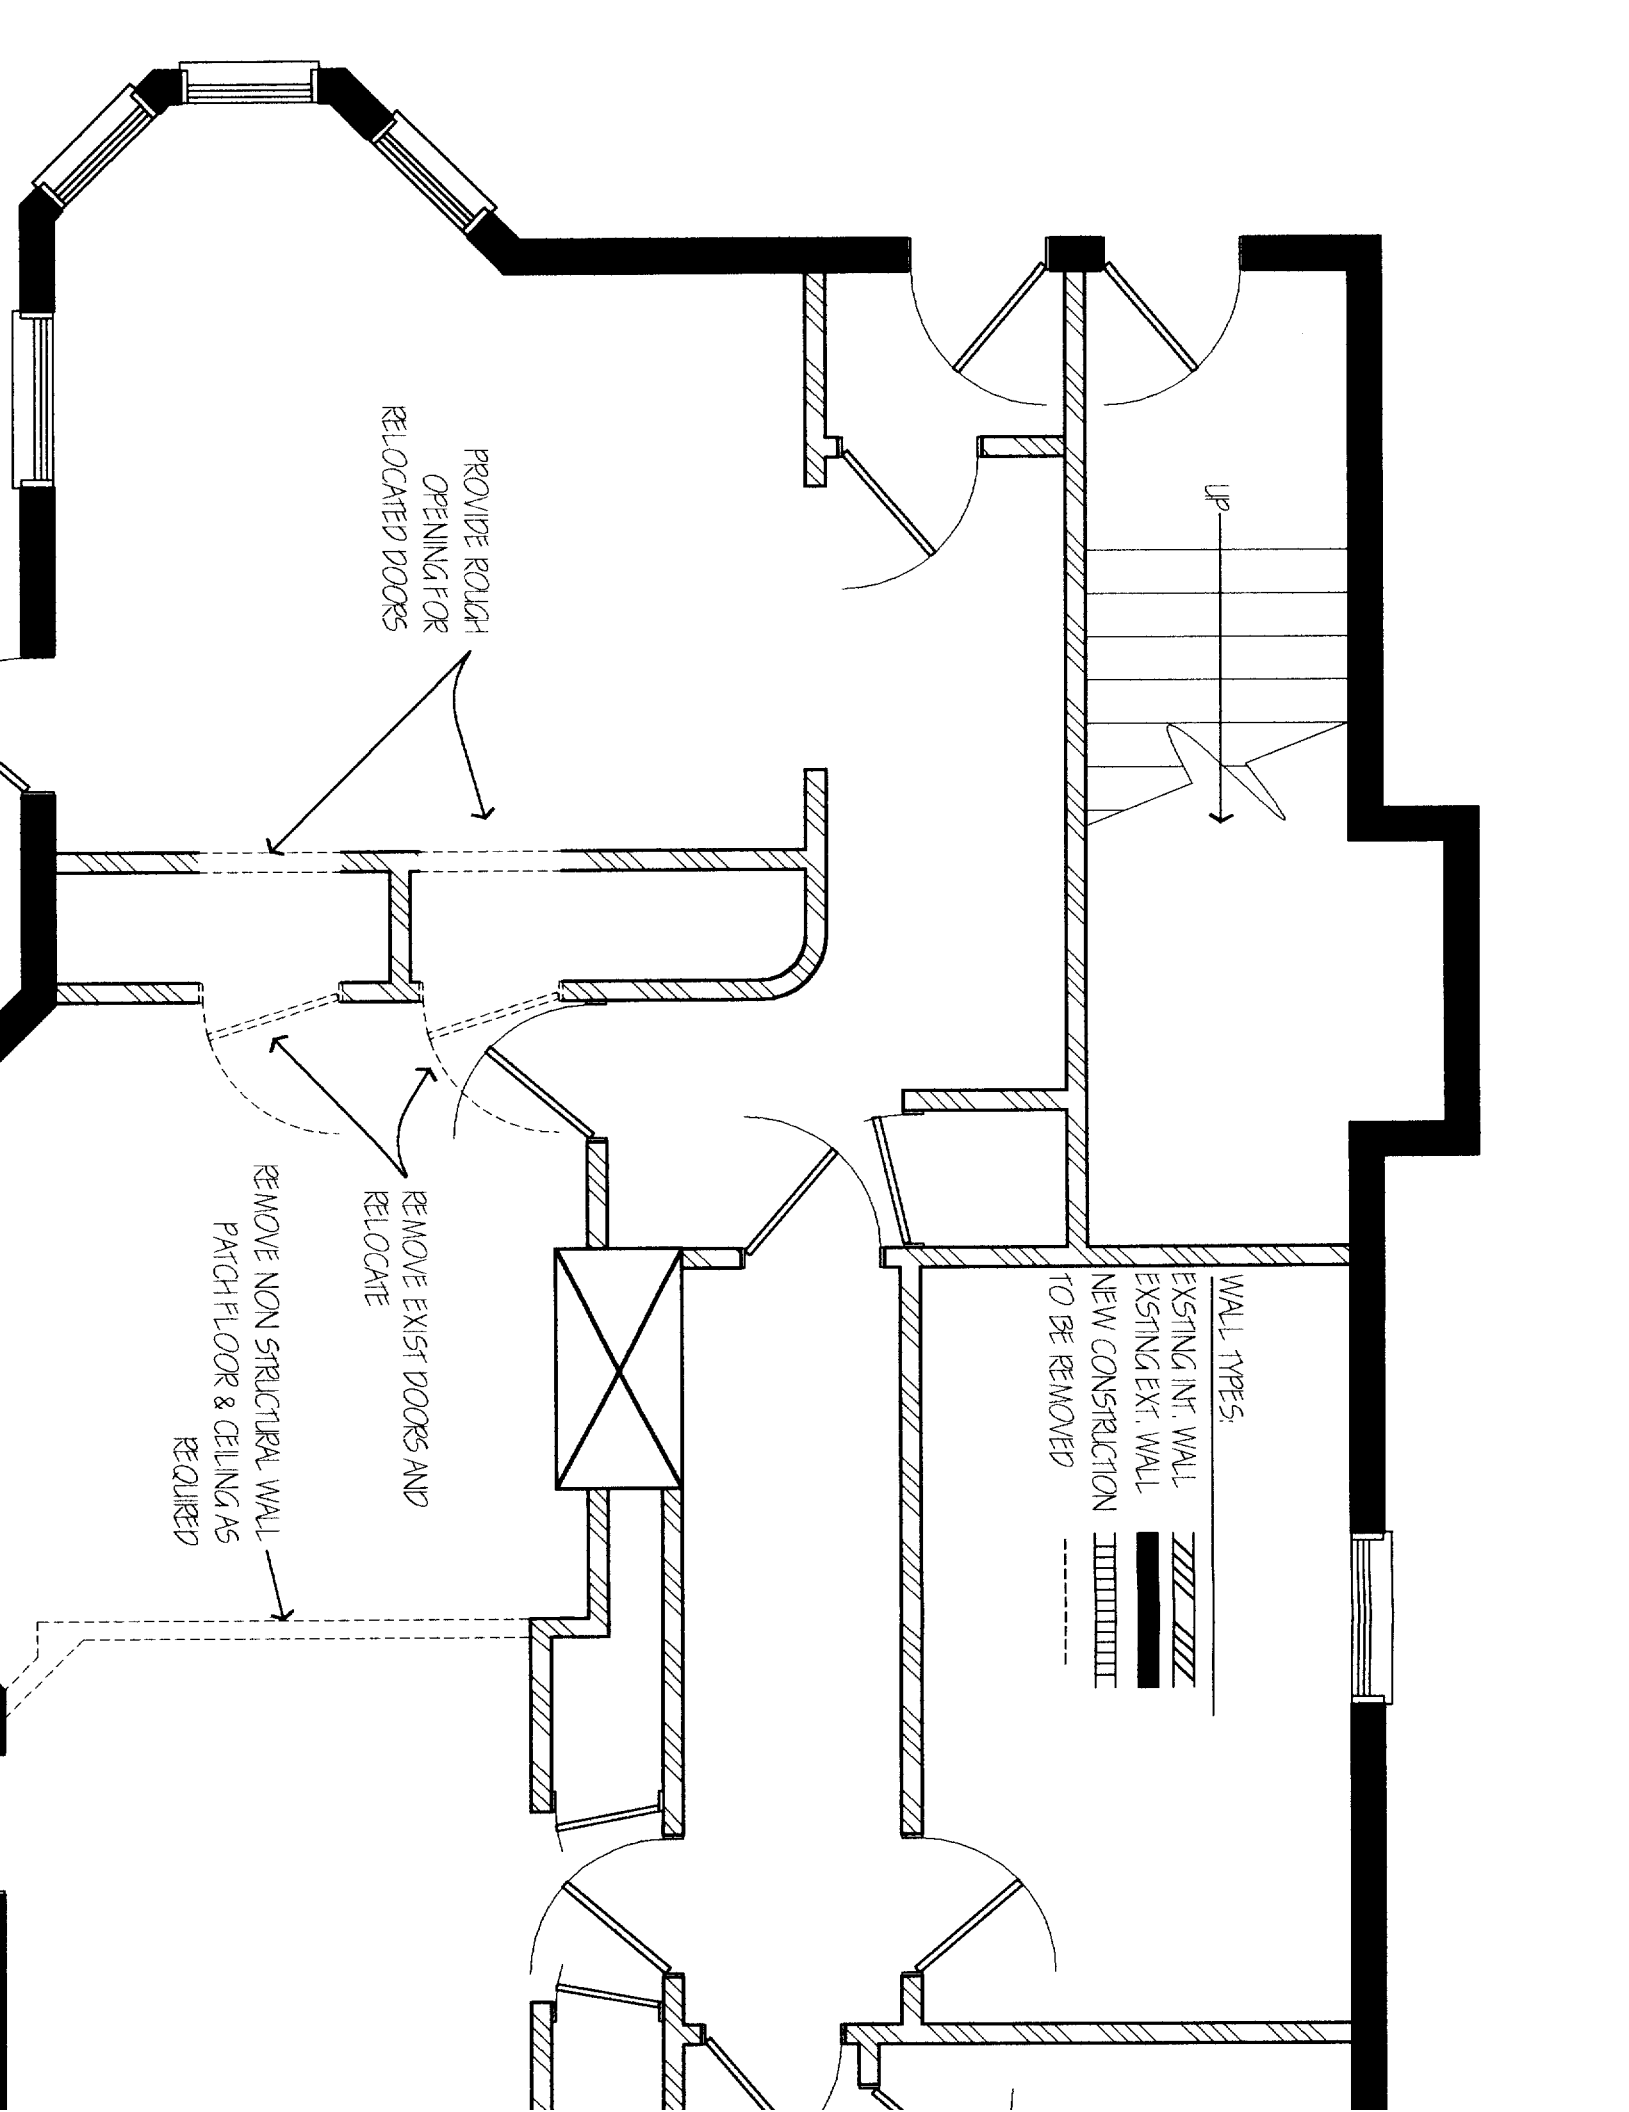 UP
PROVIDE ROUGH
OPENING FOR
RELOCATED DOORS
REMOVE EXIST DOORS AND
RELOCATE
REMOVE NON STRUCTURAL WALL
PATCH FLOOR & CEILING AS
REQUIRED
WALL TYPES:
EXSTING INT. WALL
EXSTING EXT. WALL
NEW CONSTRUCTION
TO BE REMOVED